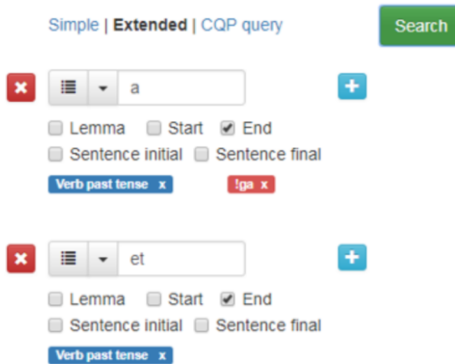 Simple | Extended | CQP query Search
a
Lemma Start End
Sentence initial Sentence final
Verb past tense x !ga x
et
Lemma Start End
Sentence initial Sentence final
Verb past tense x